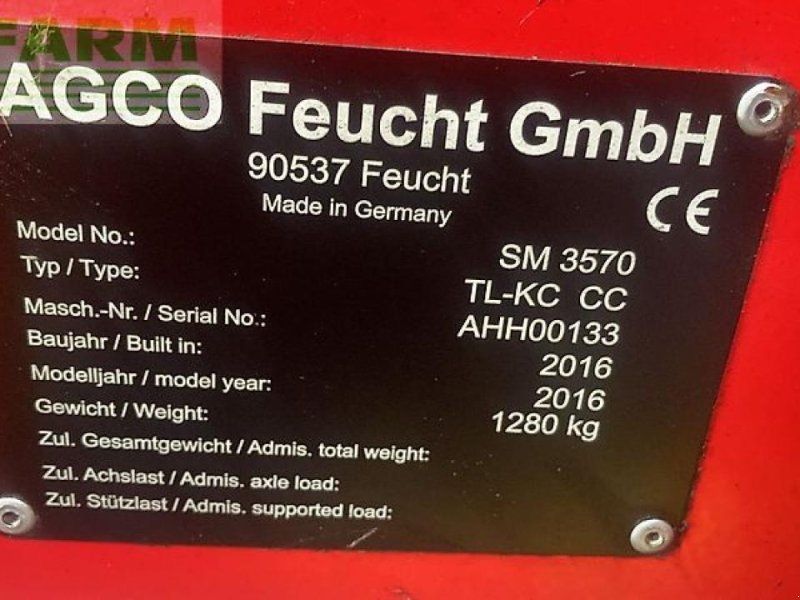 FARM
AGCO Feucht GmbH
90537 Feucht
Made in Germany
CE
Model No.: SM 3570
Typ / Type: TL-KC CC
Masch.-Nr. / Serial No.: AHH00133
Baujahr / Built in: 2016
Modelljahr / model year: 2016
Gewicht / Weight: 1280 kg
Zul. Gesamtgewicht / Admis. total weight:
Zul. Achslast / Admis. axle load:
Zul. Stützlast / Admis. supported load: